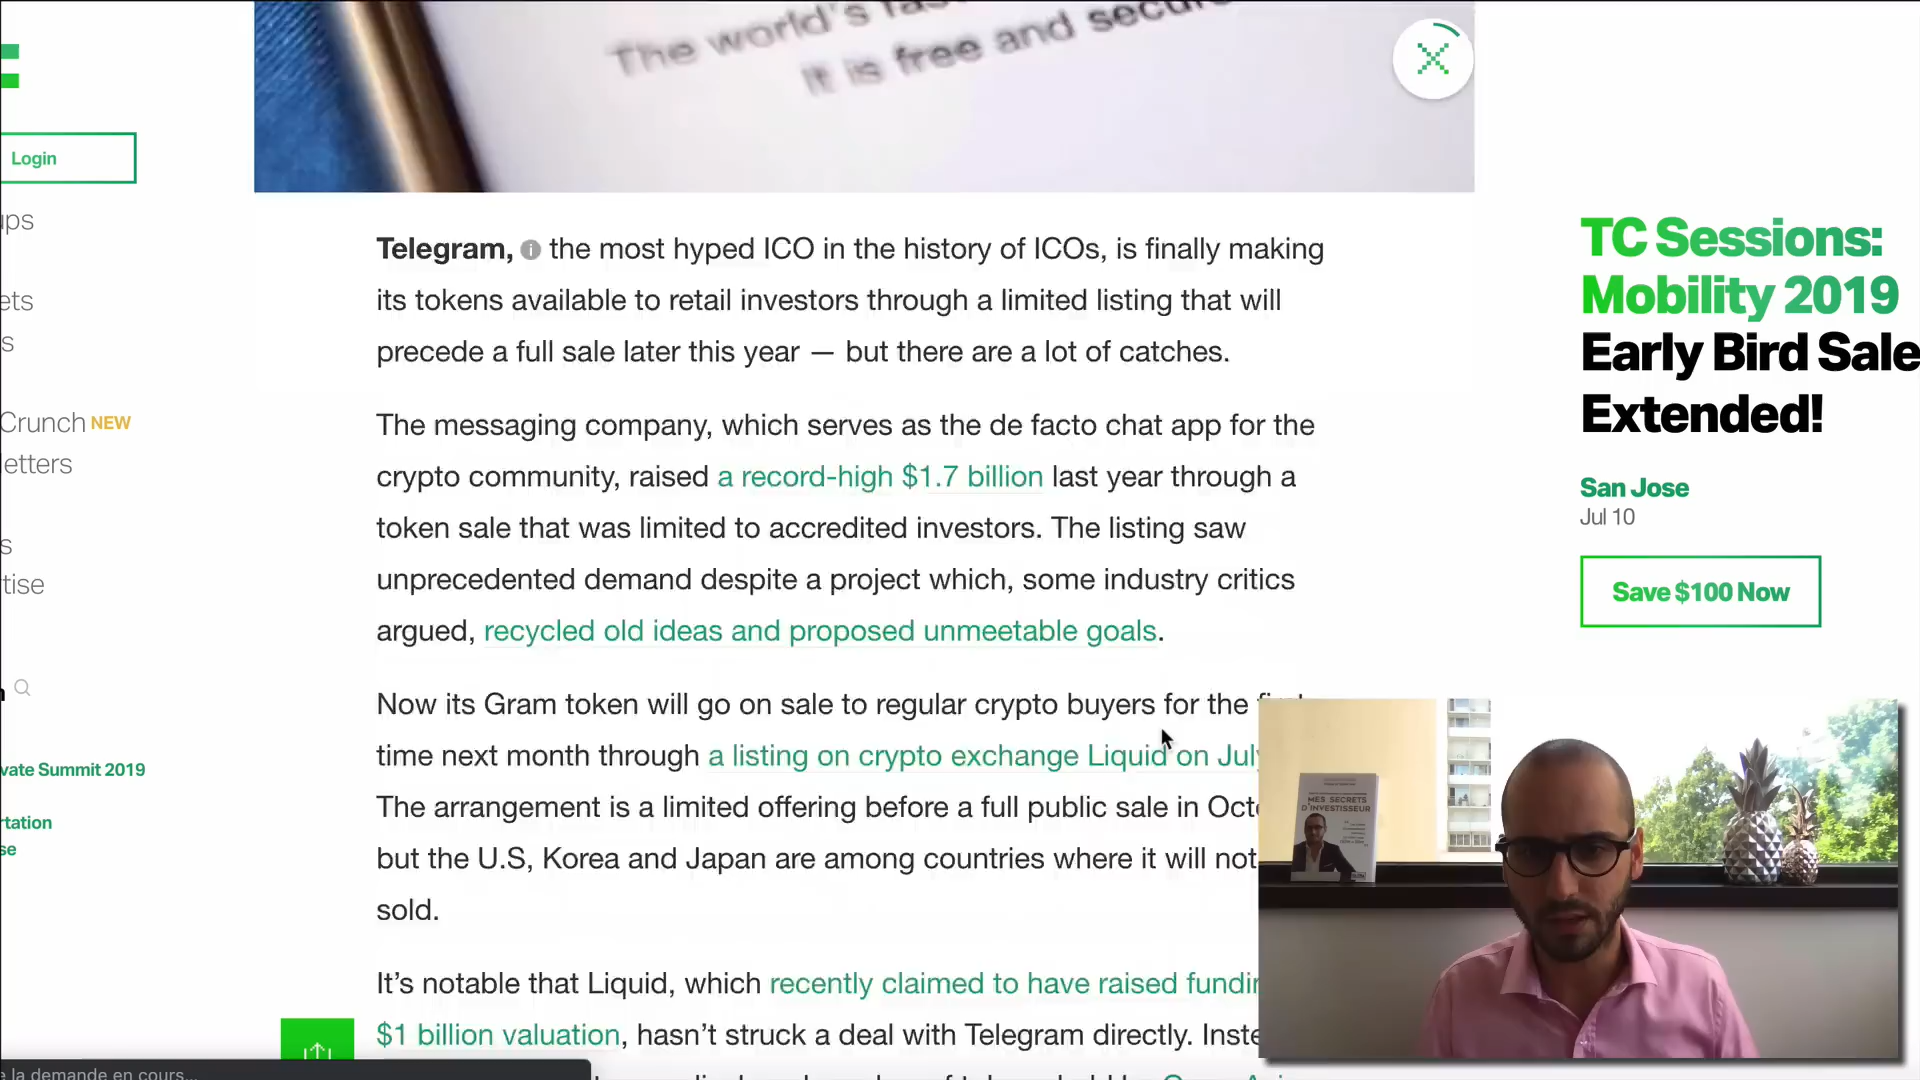 The world's
It is free and secure
Login
ups
ets
s
Crunch NEW
letters
s
rtise
vate Summit 2019
rtation
se
Telegram, the most hyped ICO in the history of ICOs, is finally making
its tokens available to retail investors through a limited listing that will
precede a full sale later this year — but there are a lot of catches.
The messaging company, which serves as the de facto chat app for the
crypto community, raised a record-high $1.7 billion last year through a
token sale that was limited to accredited investors. The listing saw
unprecedented demand despite a project which, some industry critics
argued, recycled old ideas and proposed unmeetable goals.
Now its Gram token will go on sale to regular crypto buyers for the
time next month through a listing on crypto exchange Liquid on July
The arrangement is a limited offering before a full public sale in Octo
but the U.S, Korea and Japan are among countries where it will not
sold.
It’s notable that Liquid, which recently claimed to have raised fundin
$1 billion valuation, hasn’t struck a deal with Telegram directly. Inste
TC Sessions:
Mobility 2019
Early Bird Sale
Extended!
San Jose
Jul 10
Save $100 Now
MES SECRETS
D'INVESTISSEUR
e la demande en cours...